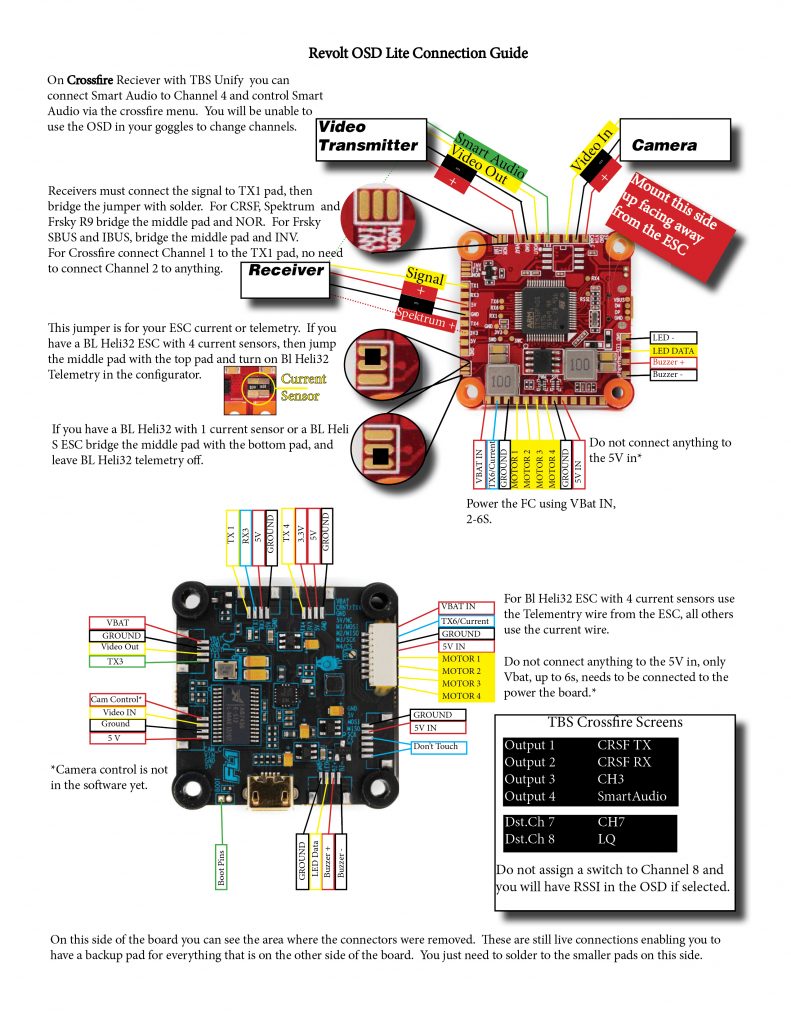 Revolt OSD Lite Connection Guide
On Crossfire Reciever with TBS Unify you can
connect Smart Audio to Channel 4 and control Smart
Audio via the crossfire menu. You will be unable to
use the OSD in your goggles to change channels.
Video
Transmitter
Smart Audio
Video Out
-
+
Video In
-
+
Camera
Mount this side
up facing away
from the ESC
Receivers must connect the signal to TX1 pad, then
bridge the jumper with solder. For CRSF, Spektrum and
Frsky R9 bridge the middle pad and NOR. For Frsky
SBUS and IBUS, bridge the middle pad and INV.
For Crossfire connect Channel 1 to the TX1 pad, no need
to connect Channel 2 to anything.
NOR
TX1
Receiver
Signal
+
-
Spektrum +
This jumper is for your ESC current or telemetry. If you
have a BL Heli32 ESC with 4 current sensors, then jump
the middle pad with the top pad and turn on Bl Heli32
Telemetry in the configurator.
Current
Sensor
If you have a BL Heli32 with 1 current sensor or a BL Heli
S ESC bridge the middle pad with the bottom pad, and
leave BL Heli32 telemetry off.
100
100
LED -
LED DATA
Buzzer +
Buzzer -
VBAT IN
TX6/Current
GROUND
MOTOR 1
MOTOR 2
MOTOR 3
MOTOR 4
GROUND
5V IN
Do not connect anything to
the 5V in*
Power the FC using VBat IN,
2-6S.
TX 1
RX3
5V
GROUND
TX 4
3.3V
5V
GROUND
VBAT
GROUND
Video Out
TX3
Cam Control*
Video IN
Ground
5 V
VBAT IN
TX6/Current
GROUND
5V IN
MOTOR 1
MOTOR 2
MOTOR 3
MOTOR 4
GROUND
5V IN
Don't Touch
Boot Pins
GROUND
LED Data
Buzzer +
Buzzer -
*Camera control is not
in the software yet.
For Bl Heli32 ESC with 4 current sensors use
the Telementry wire from the ESC, all others
use the current wire.
Do not connect anything to the 5V in, only
Vbat, up to 6s, needs to be connected to the
power the board.*
TBS Crossfire Screens
Output 1 CRSF TX
Output 2 CRSF RX
Output 3 CH3
Output 4 SmartAudio
Dst.Ch 7 CH7
Dst.Ch 8 LQ
Do not assign a switch to Channel 8 and
you will have RSSI in the OSD if selected.
On this side of the board you can see the area where the connectors were removed. These are still live connections enabling you to
have a backup pad for everything that is on the other side of the board. You just need to solder to the smaller pads on this side.